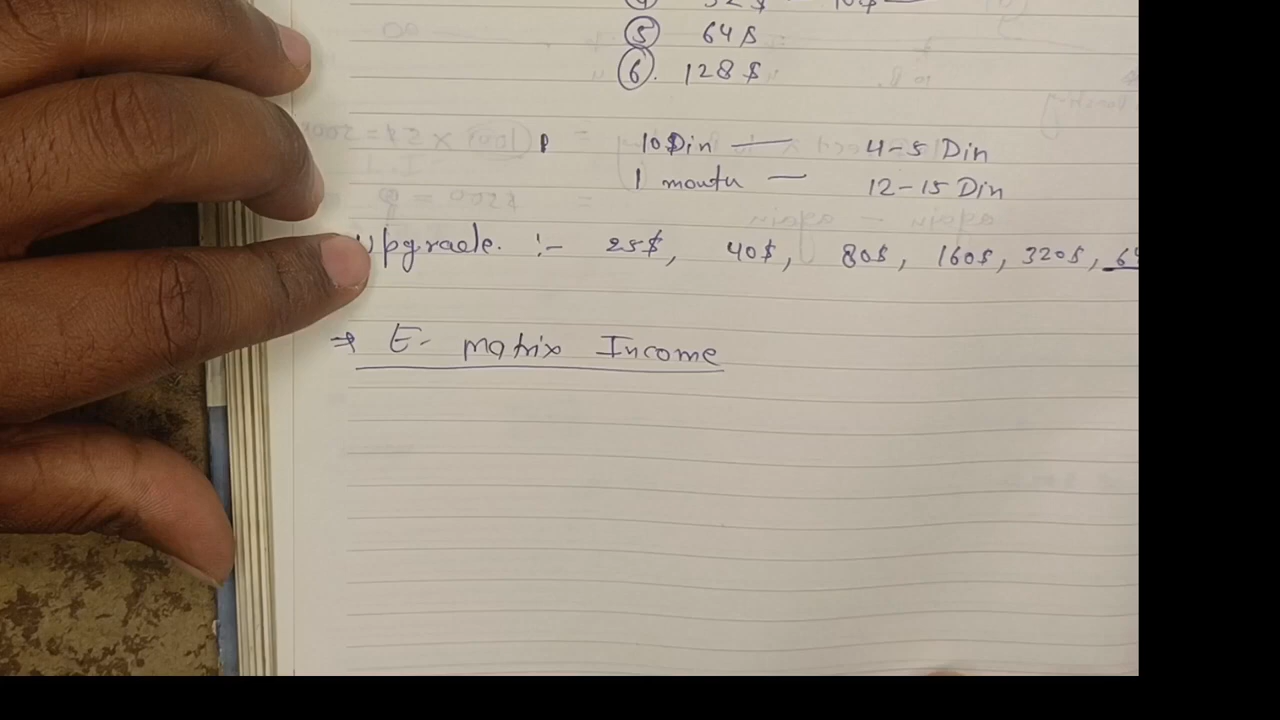 5 64$
6. 128$
10 Din — 4-5 Din
1 month — 12-15 Din
Upgrade. :- 25$, 40$, 80$, 160$, 320$, 64
→ E- matrix Income